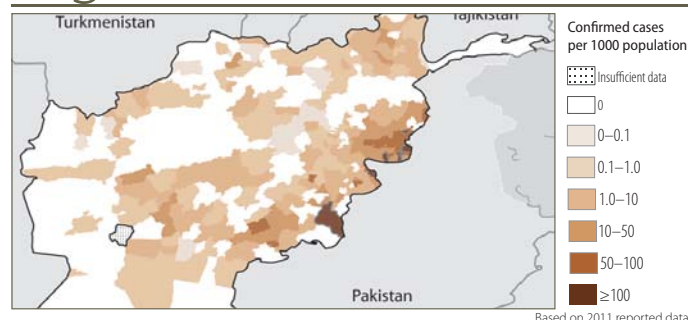 Turkmenistan
Tajikistan
Pakistan
Confirmed cases
per 1000 population
Insufficient data
0
0–0.1
0.1–1.0
1.0–10
10–50
50–100
≥100
Based on 2011 reported data